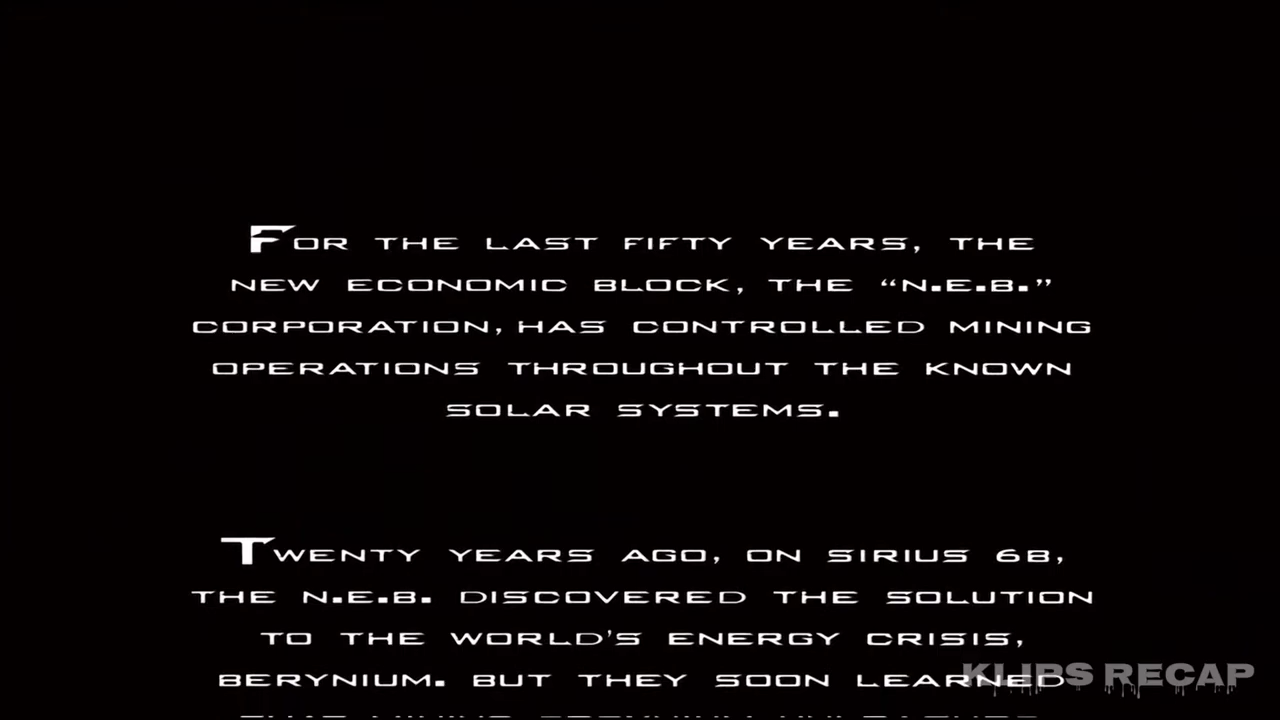 FOR THE LAST FIFTY YEARS, THE
NEW ECONOMIC BLOCK, THE “N.E.B.”
CORPORATION, HAS CONTROLLED MINING
OPERATIONS THROUGHOUT THE KNOWN
SOLAR SYSTEMS.
TWENTY YEARS AGO, ON SIRIUS 6B,
THE N.E.B. DISCOVERED THE SOLUTION
TO THE WORLD'S ENERGY CRISIS,
BERYNIUM. BUT THEY SOON LEARNED
KLIPS RECAP